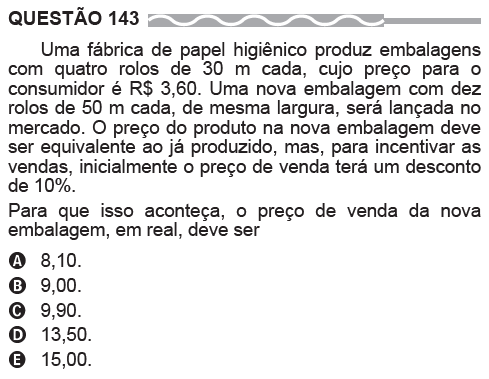 QUESTÃO 143
Uma fábrica de papel higiênico produz embalagens
com quatro rolos de 30 m cada, cujo preço para o
consumidor é R$ 3,60. Uma nova embalagem com dez
rolos de 50 m cada, de mesma largura, será lançada no
mercado. O preço do produto na nova embalagem deve
ser equivalente ao já produzido, mas, para incentivar as
vendas, inicialmente o preço de venda terá um desconto
de 10%.
Para que isso aconteça, o preço de venda da nova
embalagem, em real, deve ser
A 8,10.
B 9,00.
C 9,90.
D 13,50.
E 15,00.